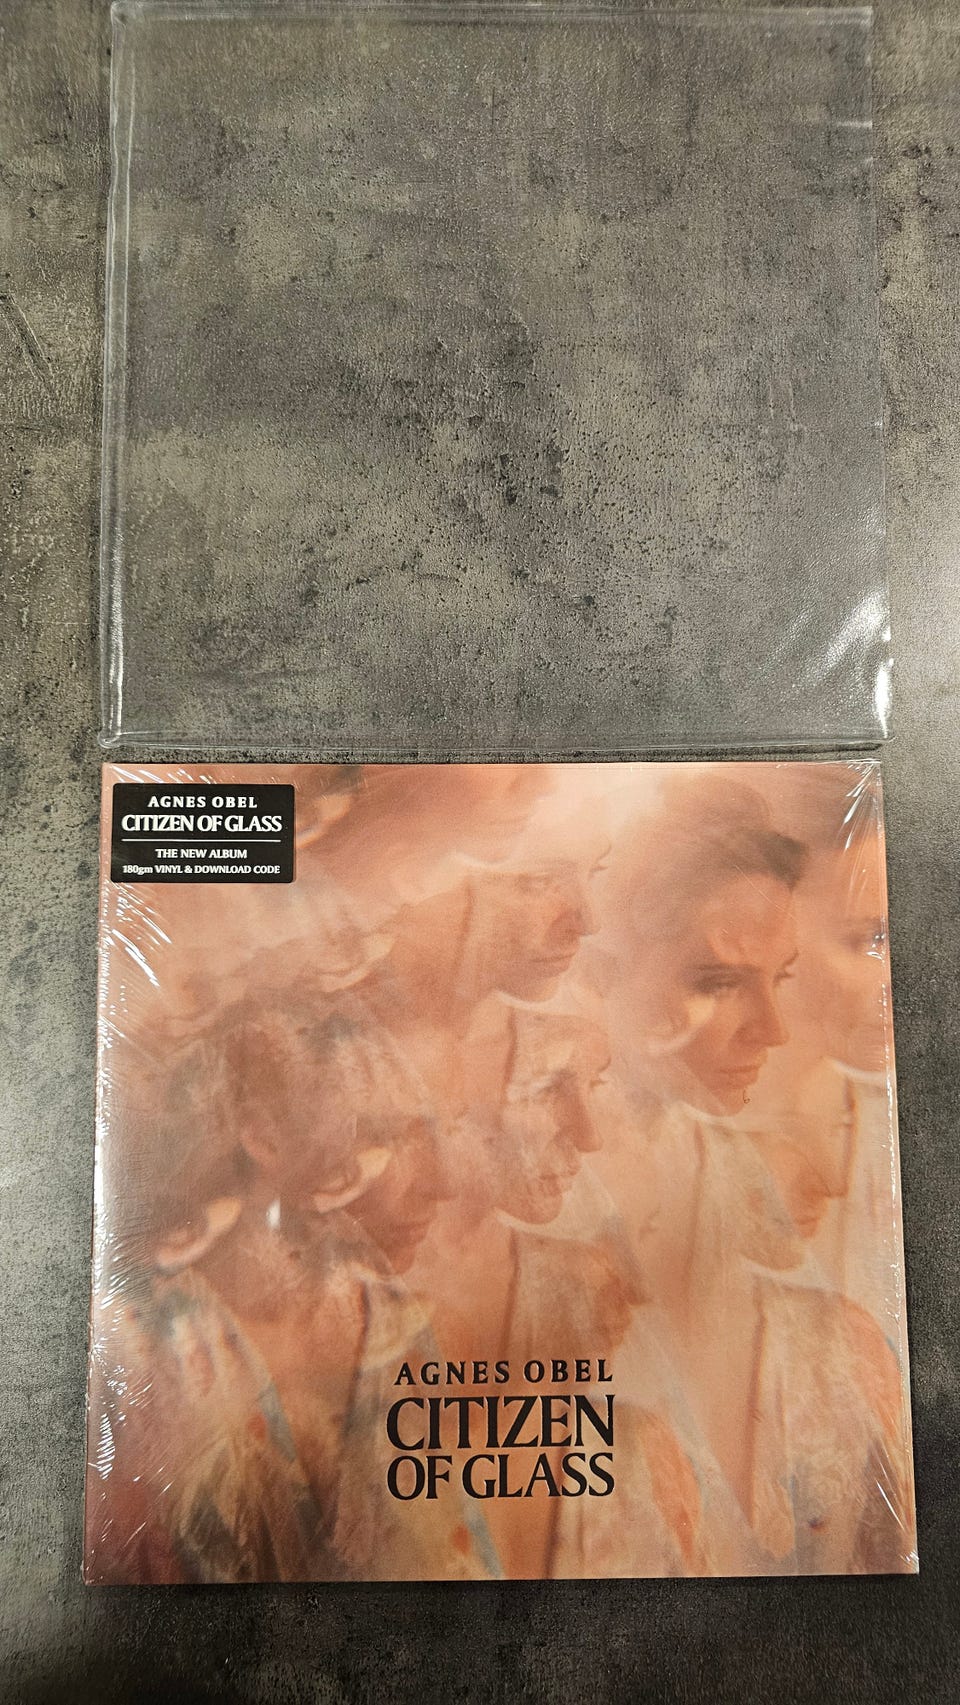 AGNES OBEL
CITIZEN OF GLASS
THE NEW ALBUM
180gm VINYL & DOWNLOAD CODE
AGNES OBEL
CITIZEN
OF GLASS